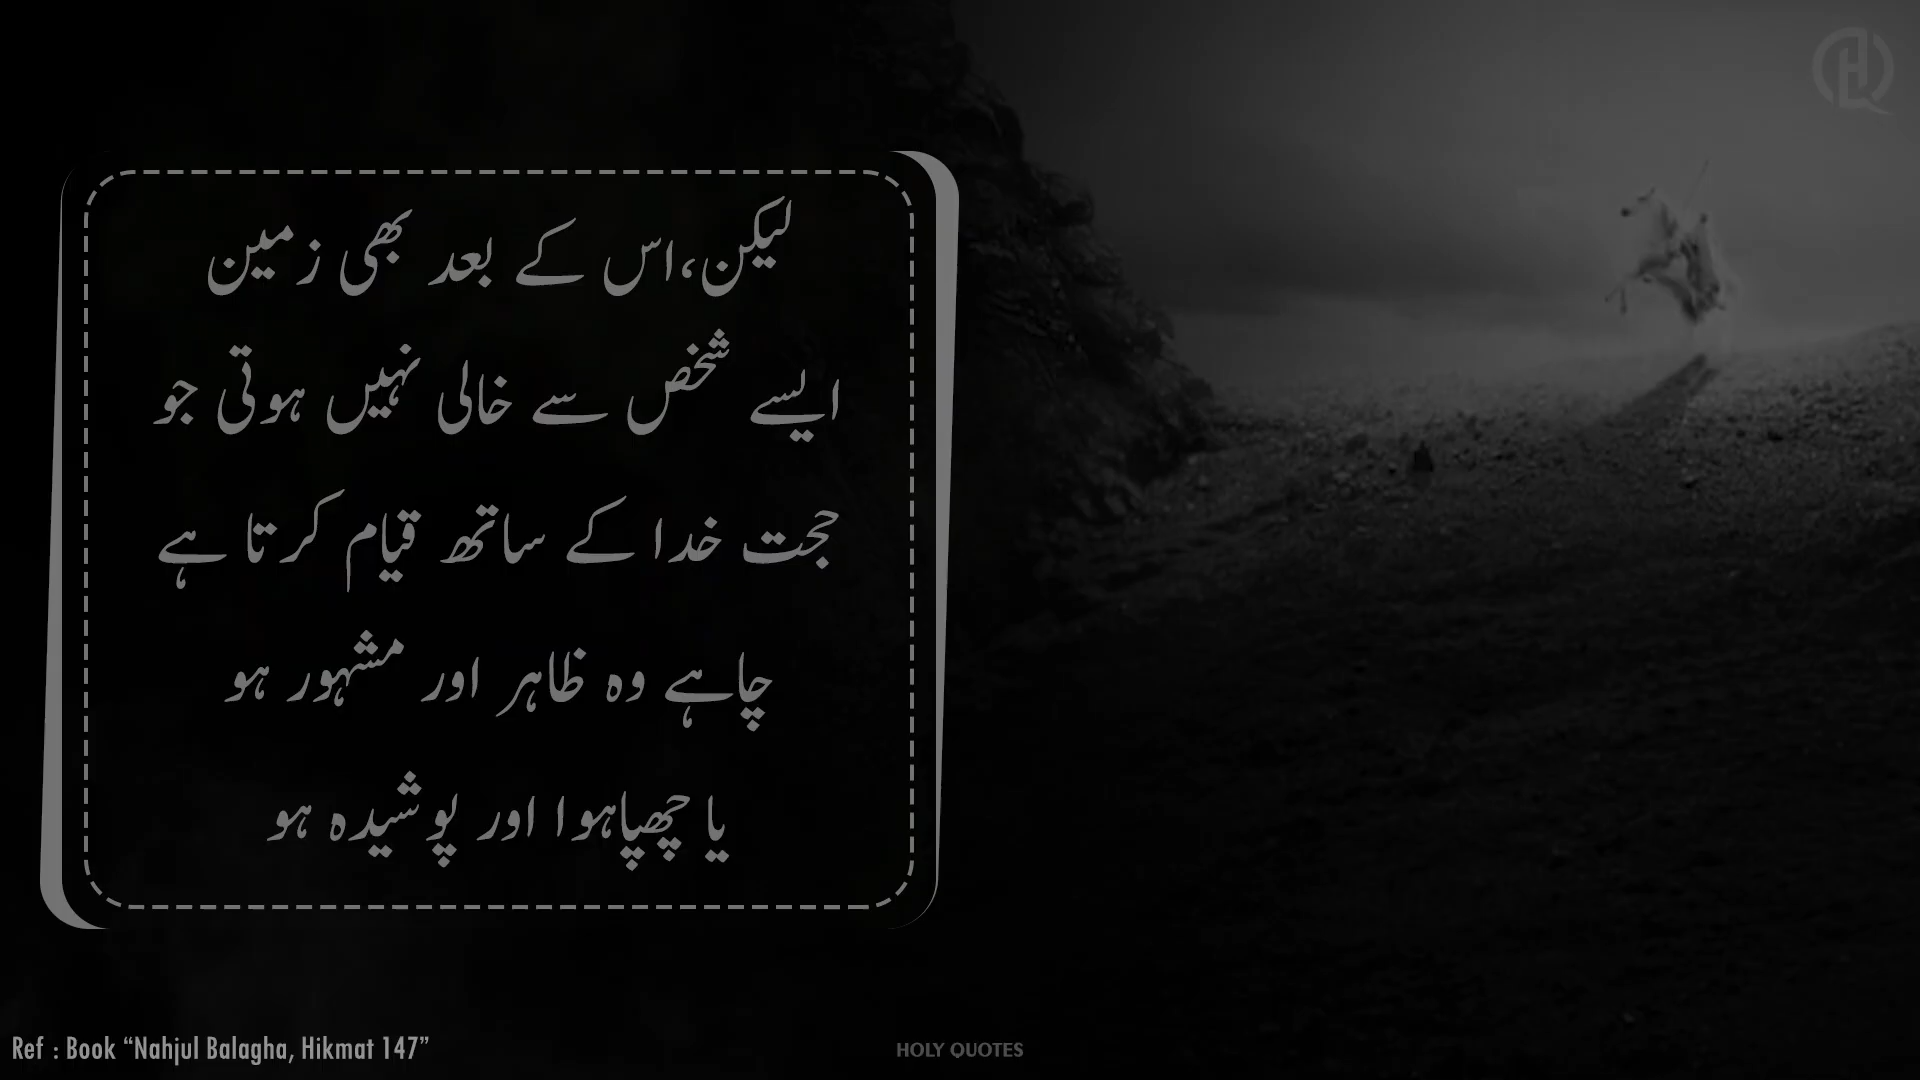 لیکن،اس کے بعد بھی زمین
ایسے شخص سے خالی نہیں ہوتی جو
حجت خدا کے ساتھ قیام کرتا ہے
چاہے وہ ظاہر اور مشہور ہو
یا چھپاہوا اور پوشیدہ ہو
Ref : Book “Nahjul Balagha, Hikmat 147”
HOLY QUOTES